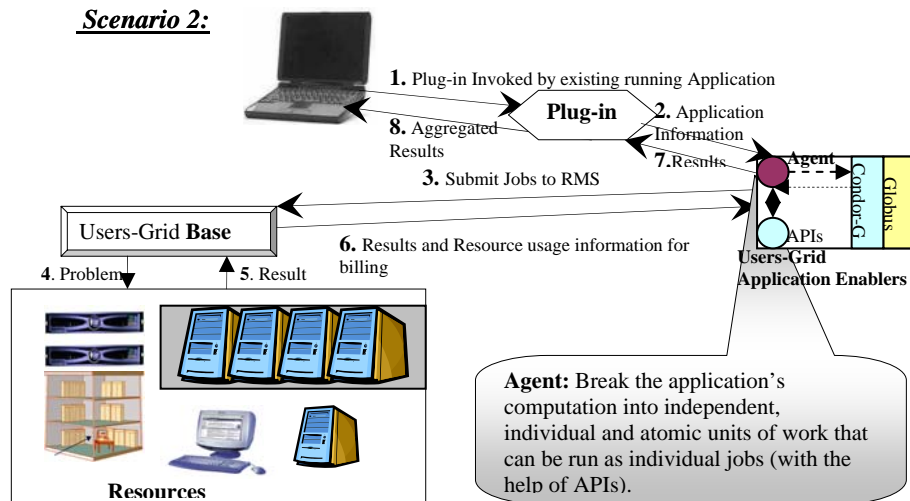 Scenario 2:
1. Plug-in Invoked by existing running Application
Plug-in
2. Application
Information
8. Aggregated
Results
7.Results
Agent
Condor-G
Globus
3. Submit Jobs to RMS
Users-Grid Base
6. Results and Resource usage information for
billing
APIs
Users-Grid
Application Enablers
4. Problem
5. Result
Agent: Break the application's
computation into independent,
individual and atomic units of work that
can be run as individual jobs (with the
help of APIs).
Resources